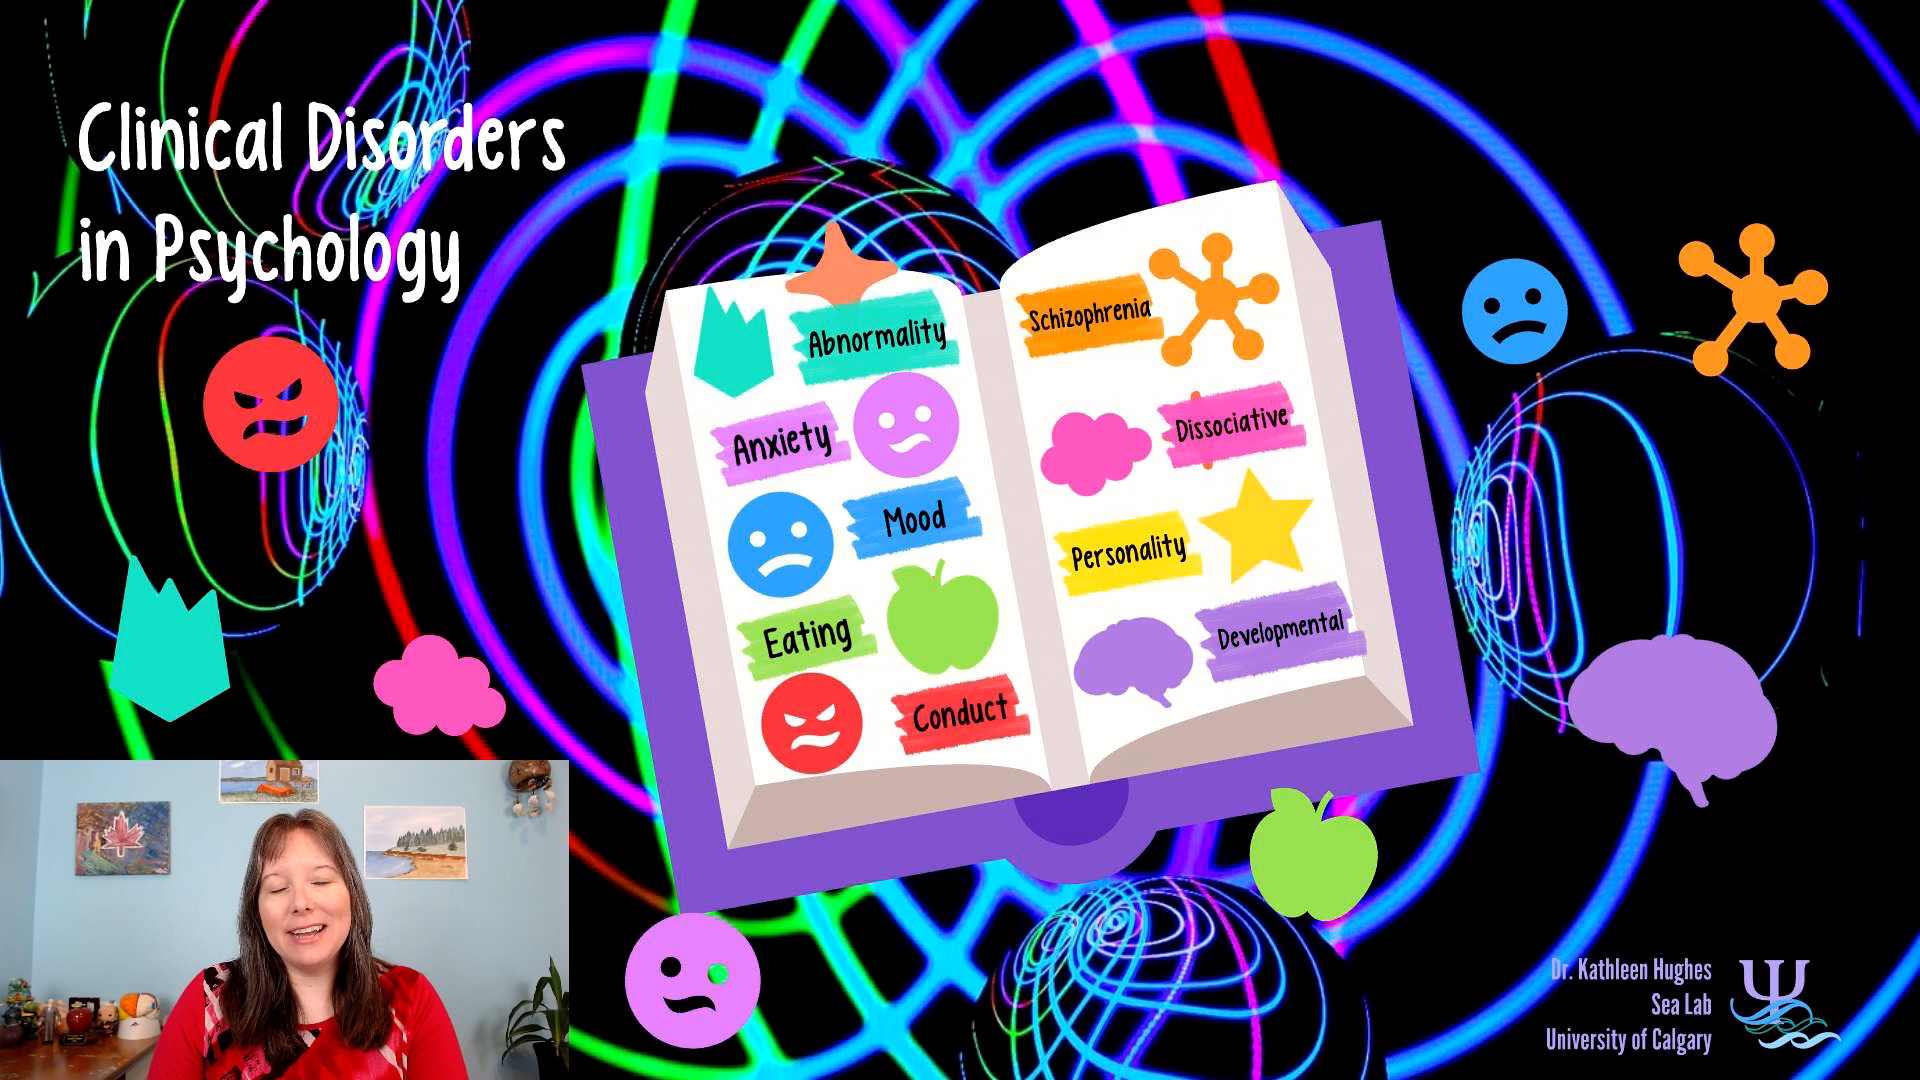 Clinical Disorders
in Psychology
Abnormality
Anxiety
Mood
Eating
Conduct
Schizophrenia
Dissociative
Personality
Developmental
Dr. Kathleen Hughes
Sea Lab
University of Calgary
Ψ